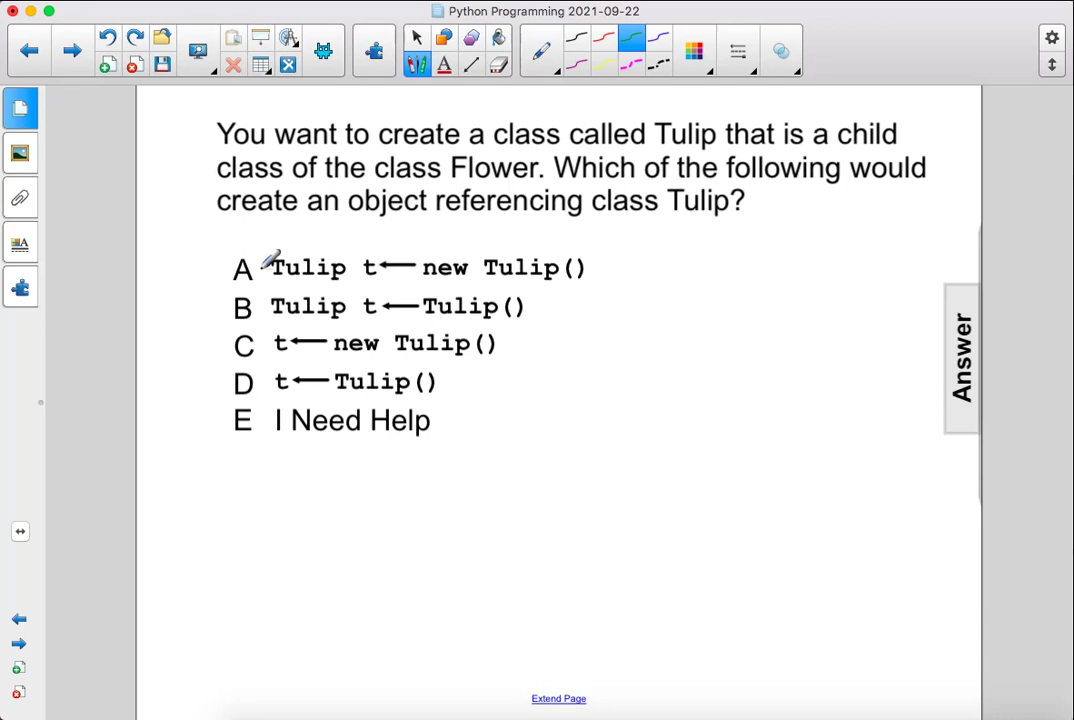 Python Programming 2021-09-22
You want to create a class called Tulip that is a child
class of the class Flower. Which of the following would
create an object referencing class Tulip?
A Tulip t← new Tulip()
B Tulip t← Tulip()
C t← new Tulip()
D t← Tulip()
E I Need Help
Answer
Extend Page